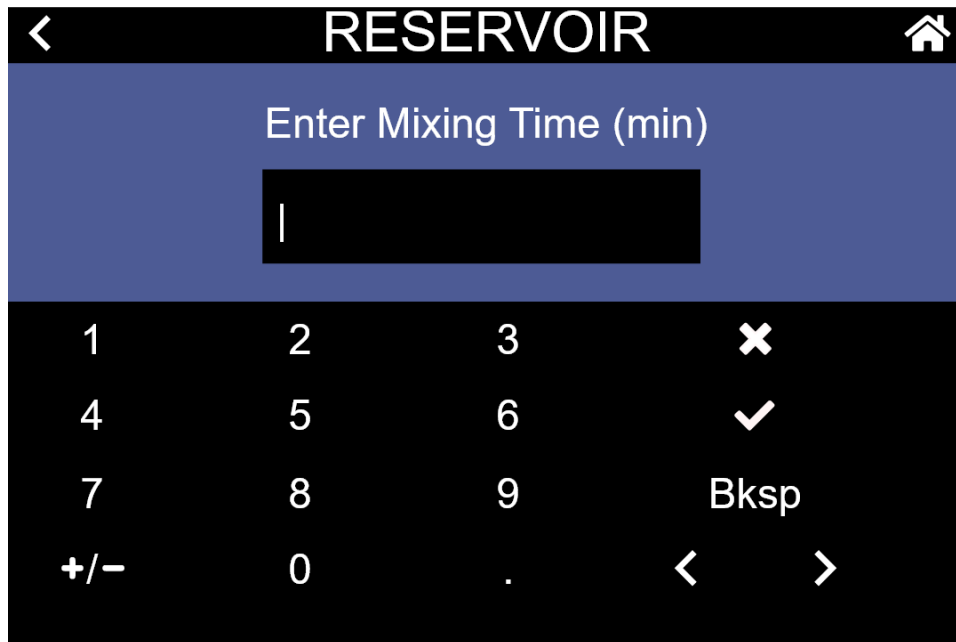 RESERVOIR
Enter Mixing Time (min)
1 2 3
4 5 6
7 8 9 Bksp
+/- 0 .